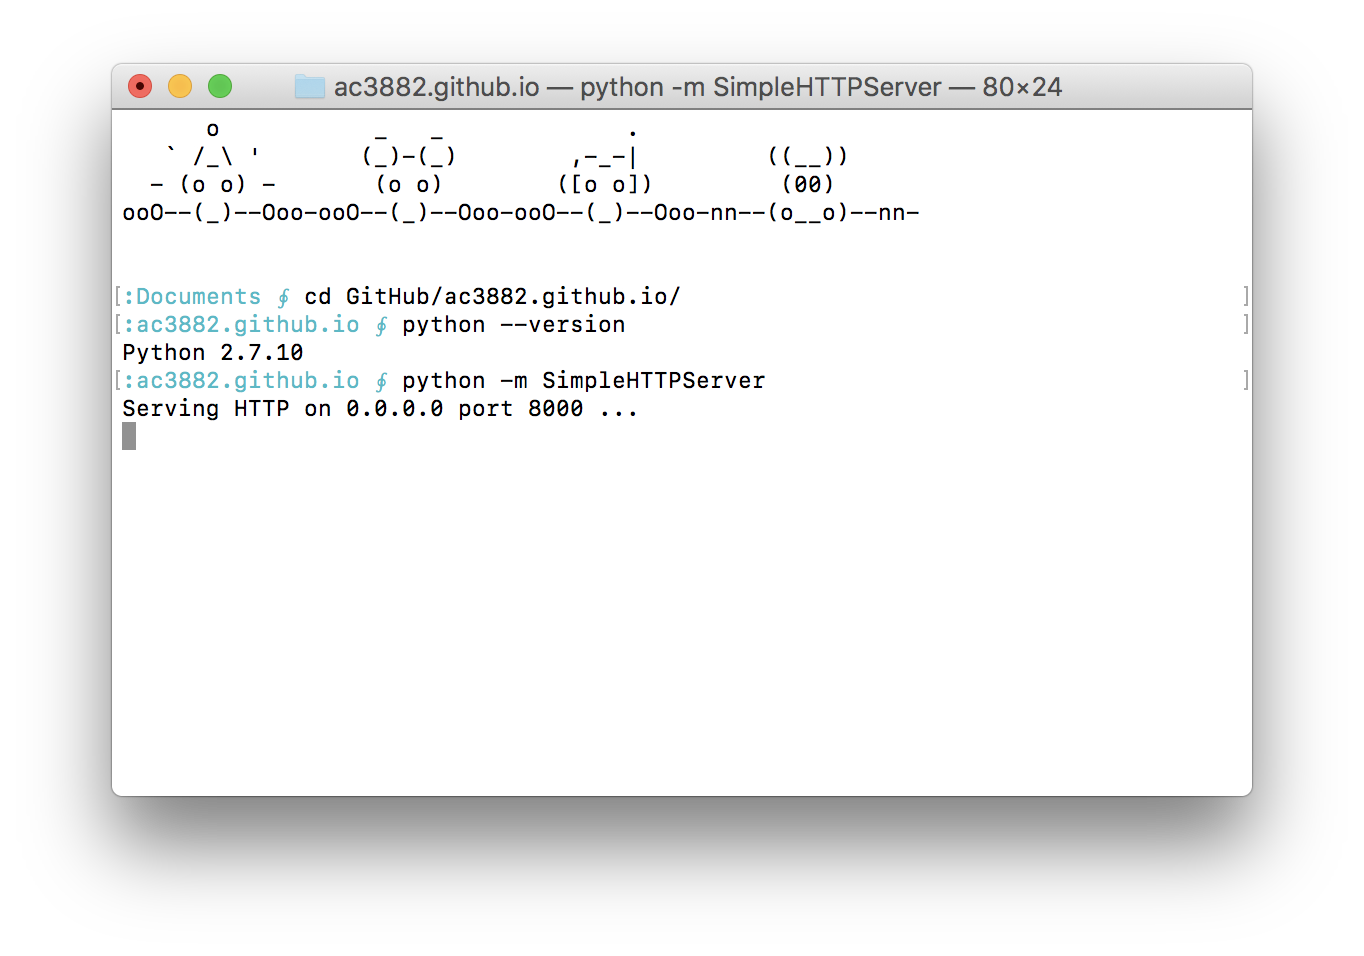 ac3882.github.io — python -m SimpleHTTPServer — 80×24
      o           _   _             .
   ` /_\ '       (_)-(_)        ,-_-|         ((__))
  - (o o) -       (o o)        ([o o])         (00)
ooO--(_)--Ooo-ooO--(_)--Ooo-ooO--(_)--Ooo-nn--(o__o)--nn-
[:Documents ∮ cd GitHub/ac3882.github.io/ ]
[:ac3882.github.io ∮ python --version ]
Python 2.7.10
[:ac3882.github.io ∮ python -m SimpleHTTPServer ]
Serving HTTP on 0.0.0.0 port 8000 ...